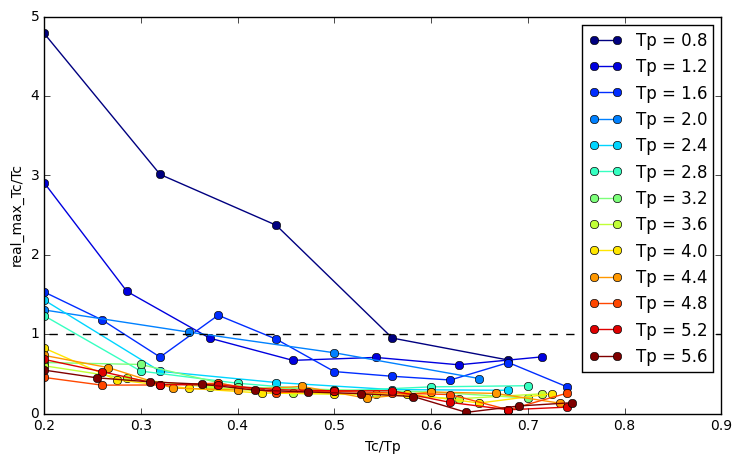 5
4
3
2
1
0
0.2 0.3 0.4 0.5 0.6 0.7 0.8 0.9
real_max_Tc/Tc
Tc/Tp
Tp = 0.8
Tp = 1.2
Tp = 1.6
Tp = 2.0
Tp = 2.4
Tp = 2.8
Tp = 3.2
Tp = 3.6
Tp = 4.0
Tp = 4.4
Tp = 4.8
Tp = 5.2
Tp = 5.6